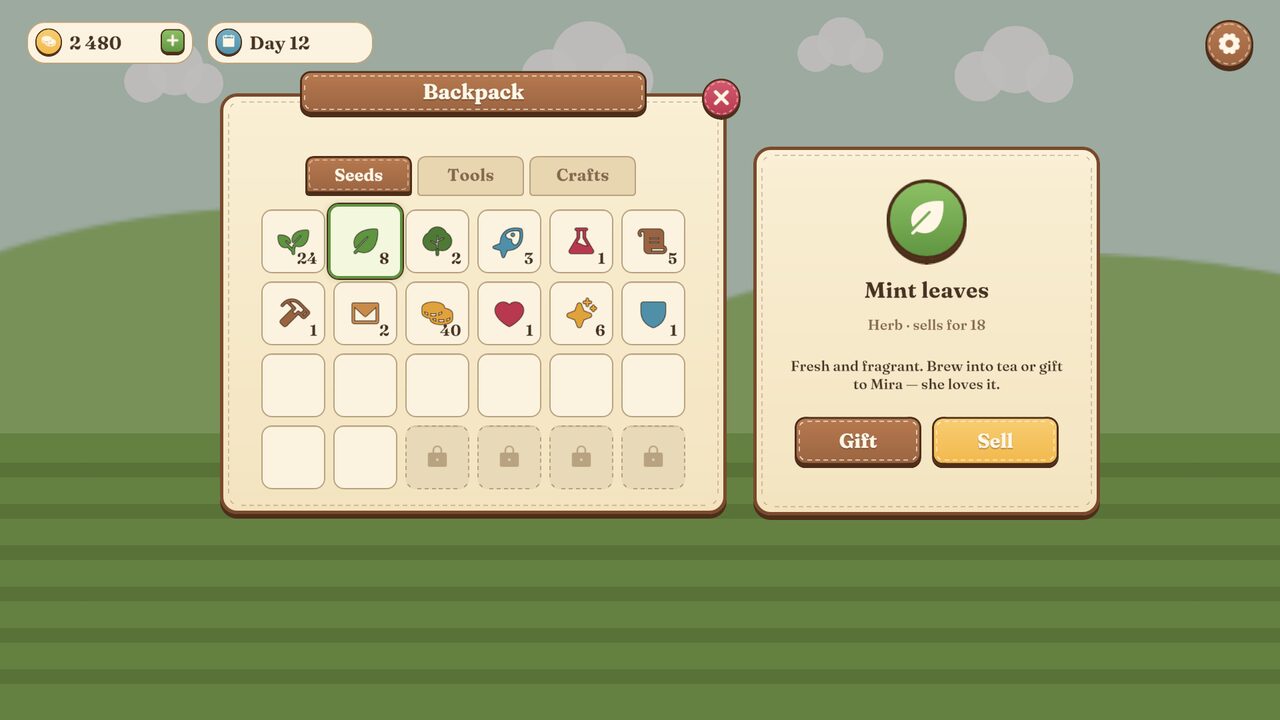 2 480
Day 12
Backpack
Seeds
Tools
Crafts
24
8
2
3
1
5
1
2
40
1
6
1
Mint leaves
Herb · sells for 18
Fresh and fragrant. Brew into tea or gift
to Mira — she loves it.
Gift
Sell